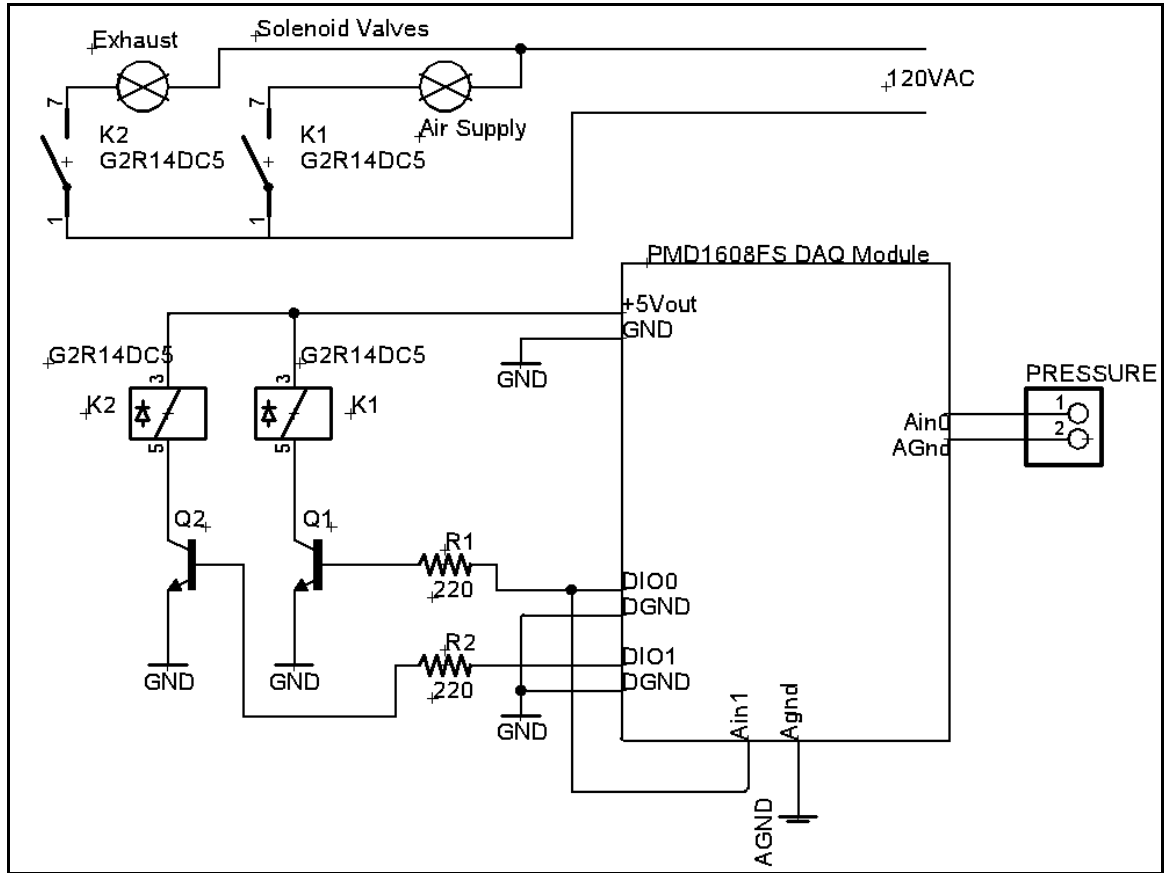 Exhaust
Solenoid Valves
120VAC
Air Supply
7
K2
G2R14DC5
1
7
K1
G2R14DC5
1
PMD1608FS DAQ Module
+5Vout
GND
GND
G2R14DC5
3
K2
5
G2R14DC5
3
K1
5
PRESSURE
1
2
Ain0
AGnd
Q2
Q1
R1
220
R2
220
DIO0
DGND
DIO1
DGND
GND
GND
GND
Ain1
Agnd
AGND